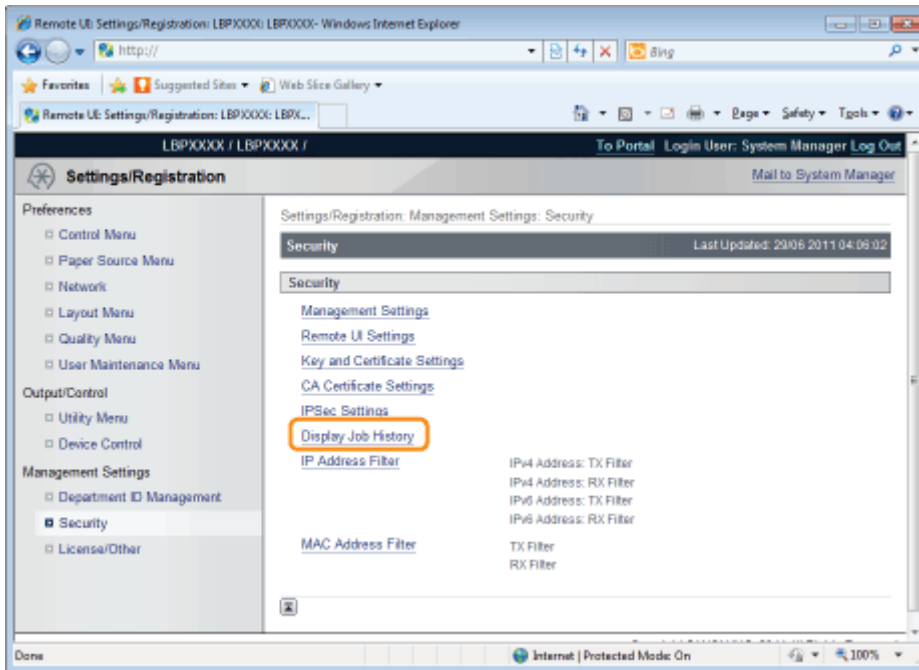 Remote UI: Settings/Registration: LBPXXXX: LBPXXXX- Windows Internet Explorer
http://
Bing
Favorites Suggested Sites Web Slice Gallery
Remote UI: Settings/Registration: LBPXXXX: LBPX... Page Safety Tools
LBPXXXX / LBPXXXX / To Portal Login User: System Manager Log Out
Settings/Registration Mail to System Manager
Preferences
Control Menu
Paper Source Menu
Network
Layout Menu
Quality Menu
User Maintenance Menu
Output/Control
Utility Menu
Device Control
Management Settings
Department ID Management
Security
License/Other
Settings/Registration: Management Settings: Security
Security Last Updated: 29/06 2011 04:06:02
Security
Management Settings
Remote UI Settings
Key and Certificate Settings
CA Certificate Settings
IPSec Settings
Display Job History
IP Address Filter IPv4 Address: TX Filter
IPv4 Address: RX Filter
IPv6 Address: TX Filter
IPv6 Address: RX Filter
MAC Address Filter TX Filter
RX Filter
Done Internet | Protected Mode: On 100%